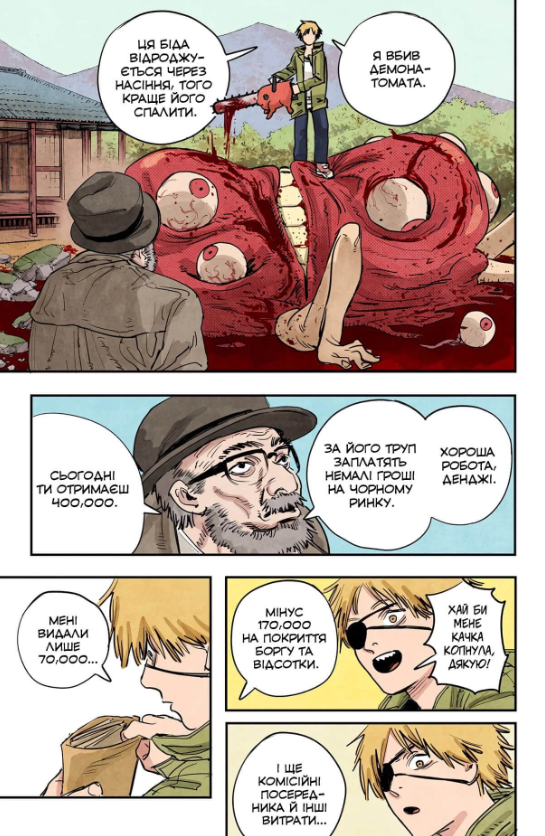 Я ВБИВ
ДЕМОНА-
ТОМАТА.
ЦЯ БІДА
ВІДРОДЖУ-
ЄТЬСЯ ЧЕРЕЗ
НАСІННЯ, ТОГО
КРАЩЕ ЙОГО
СПАЛИТИ.
ХОРОША
РОБОТА,
ДЕНДЖІ.
ЗА ЙОГО ТРУП
ЗАПЛАТЯТЬ
НЕМАЛІ ГРОШІ
НА ЧОРНОМУ
РИНКУ.
СЬОГОДНІ
ТИ ОТРИМАЄШ
400,000.
ХАЙ БИ
МЕНЕ
КАЧКА
КОПНУЛА,
ДЯКУЮ!
МІНУС
170,000
НА ПОКРИТТЯ
БОРГУ ТА
ВІДСОТКИ.
І ЩЕ
КОМІСІЙНІ
ПОСЕРЕД-
НИКА Й ІНШІ
ВИТРАТИ...
МЕНІ
ВИДАЛИ
ЛИШЕ
70,000...